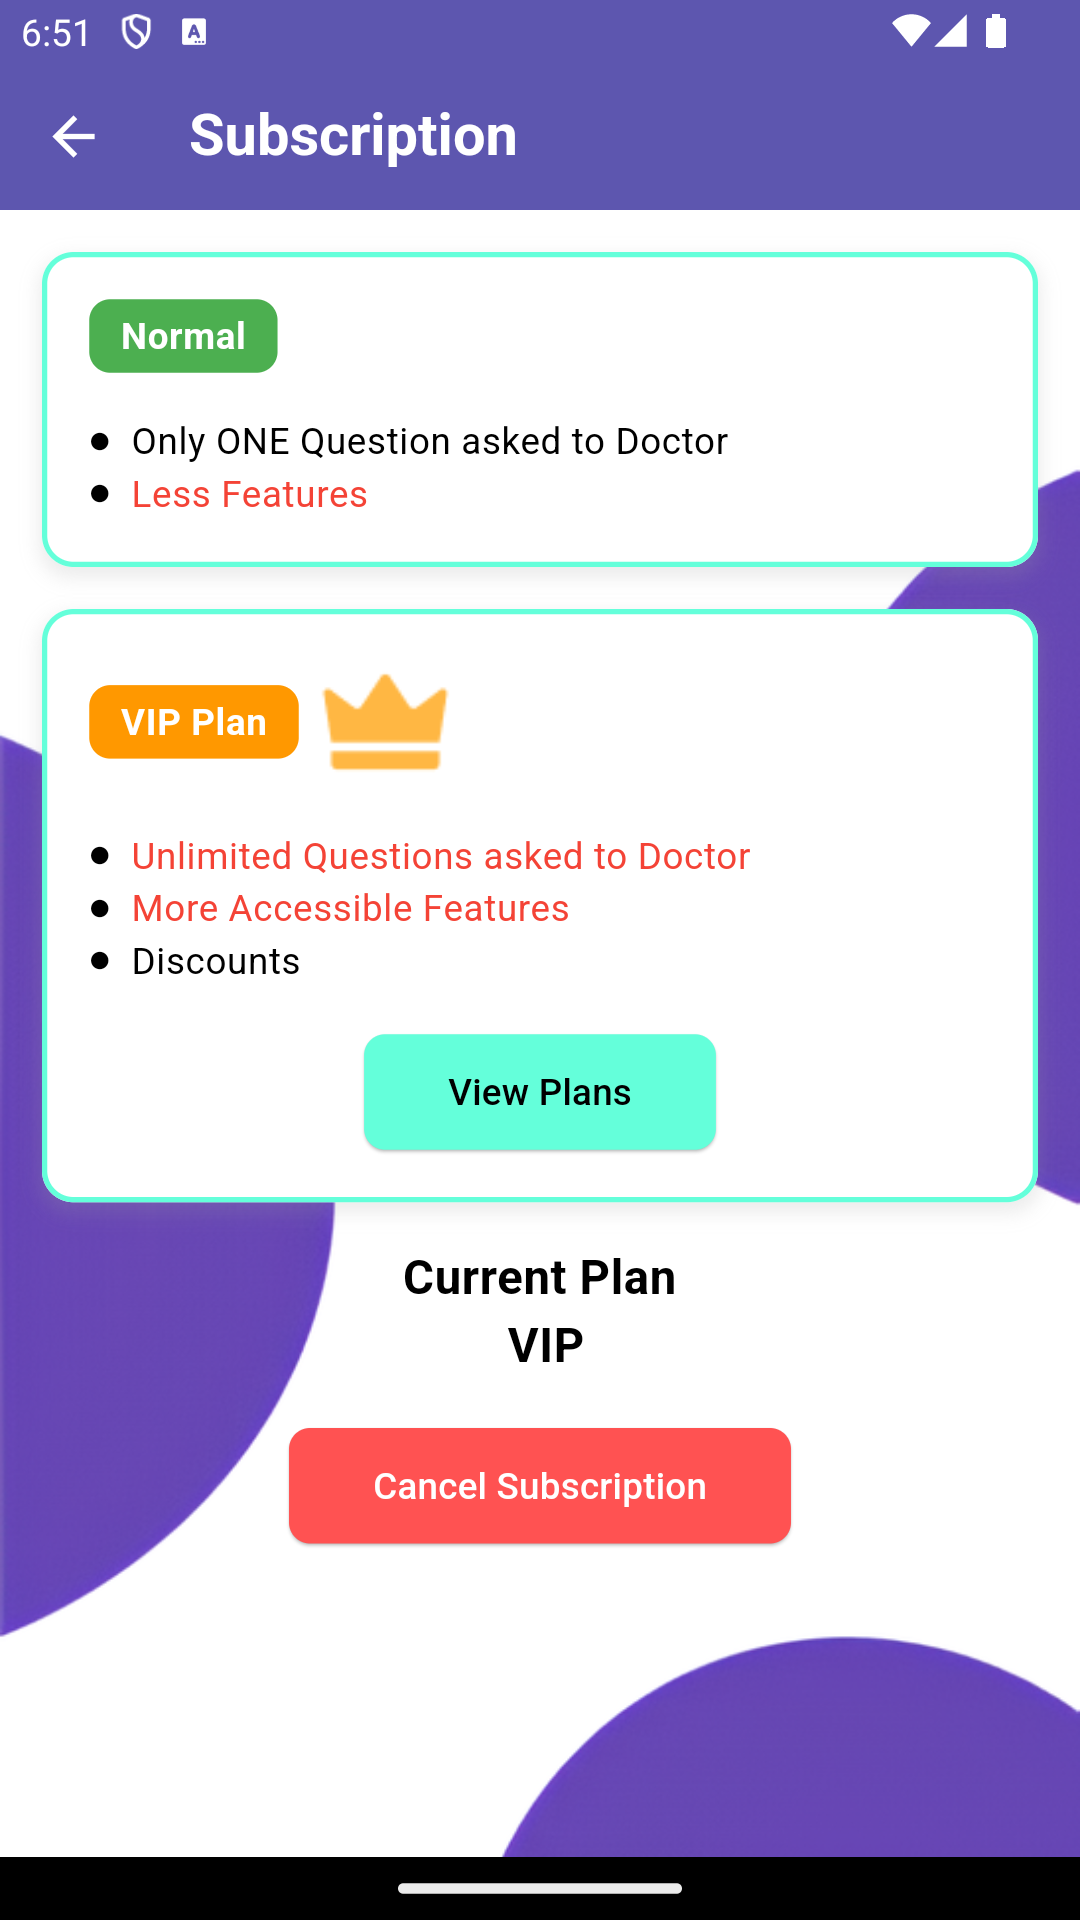 6:51
Subscription
Normal
Only ONE Question asked to Doctor
Less Features
VIP Plan
Unlimited Questions asked to Doctor
More Accessible Features
Discounts
View Plans
Current Plan
VIP
Cancel Subscription